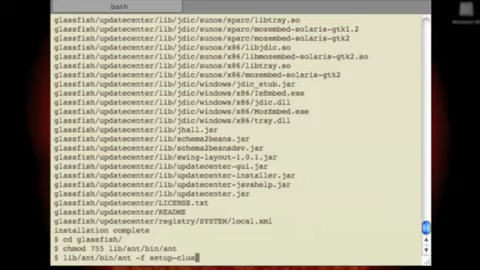 bash
glassfish/updatecenter/lib/jdic/sunos/sparc/libtray.so
glassfish/updatecenter/lib/jdic/sunos/sparc/mozembed-solaris-gtk1.2
glassfish/updatecenter/lib/jdic/sunos/sparc/mozembed-solaris-gtk2
glassfish/updatecenter/lib/jdic/sunos/x86/libjdic.so
glassfish/updatecenter/lib/jdic/sunos/x86/libmozembed-solaris-gtk2.so
glassfish/updatecenter/lib/jdic/sunos/x86/libtray.so
glassfish/updatecenter/lib/jdic/sunos/x86/mozembed-solaris-gtk2
glassfish/updatecenter/lib/jdic/windows/jdic_stub.jar
glassfish/updatecenter/lib/jdic/windows/x86/IeEmbed.exe
glassfish/updatecenter/lib/jdic/windows/x86/jdic.dll
glassfish/updatecenter/lib/jdic/windows/x86/MozEmbed.exe
glassfish/updatecenter/lib/jdic/windows/x86/tray.dll
glassfish/updatecenter/lib/jhall.jar
glassfish/updatecenter/lib/schema2beans.jar
glassfish/updatecenter/lib/schema2beansdev.jar
glassfish/updatecenter/lib/swing-layout-1.0.1.jar
glassfish/updatecenter/lib/updatecenter-gui.jar
glassfish/updatecenter/lib/updatecenter-installer.jar
glassfish/updatecenter/lib/updatecenter-javahelp.jar
glassfish/updatecenter/lib/updatecenter.jar
glassfish/updatecenter/LICENSE.txt
glassfish/updatecenter/README
glassfish/updatecenter/registry/SYSTEM/local.xml
installation complete
$ cd glassfish/
$ chmod 755 lib/ant/bin/ant
$ lib/ant/bin/ant -f setup-clus